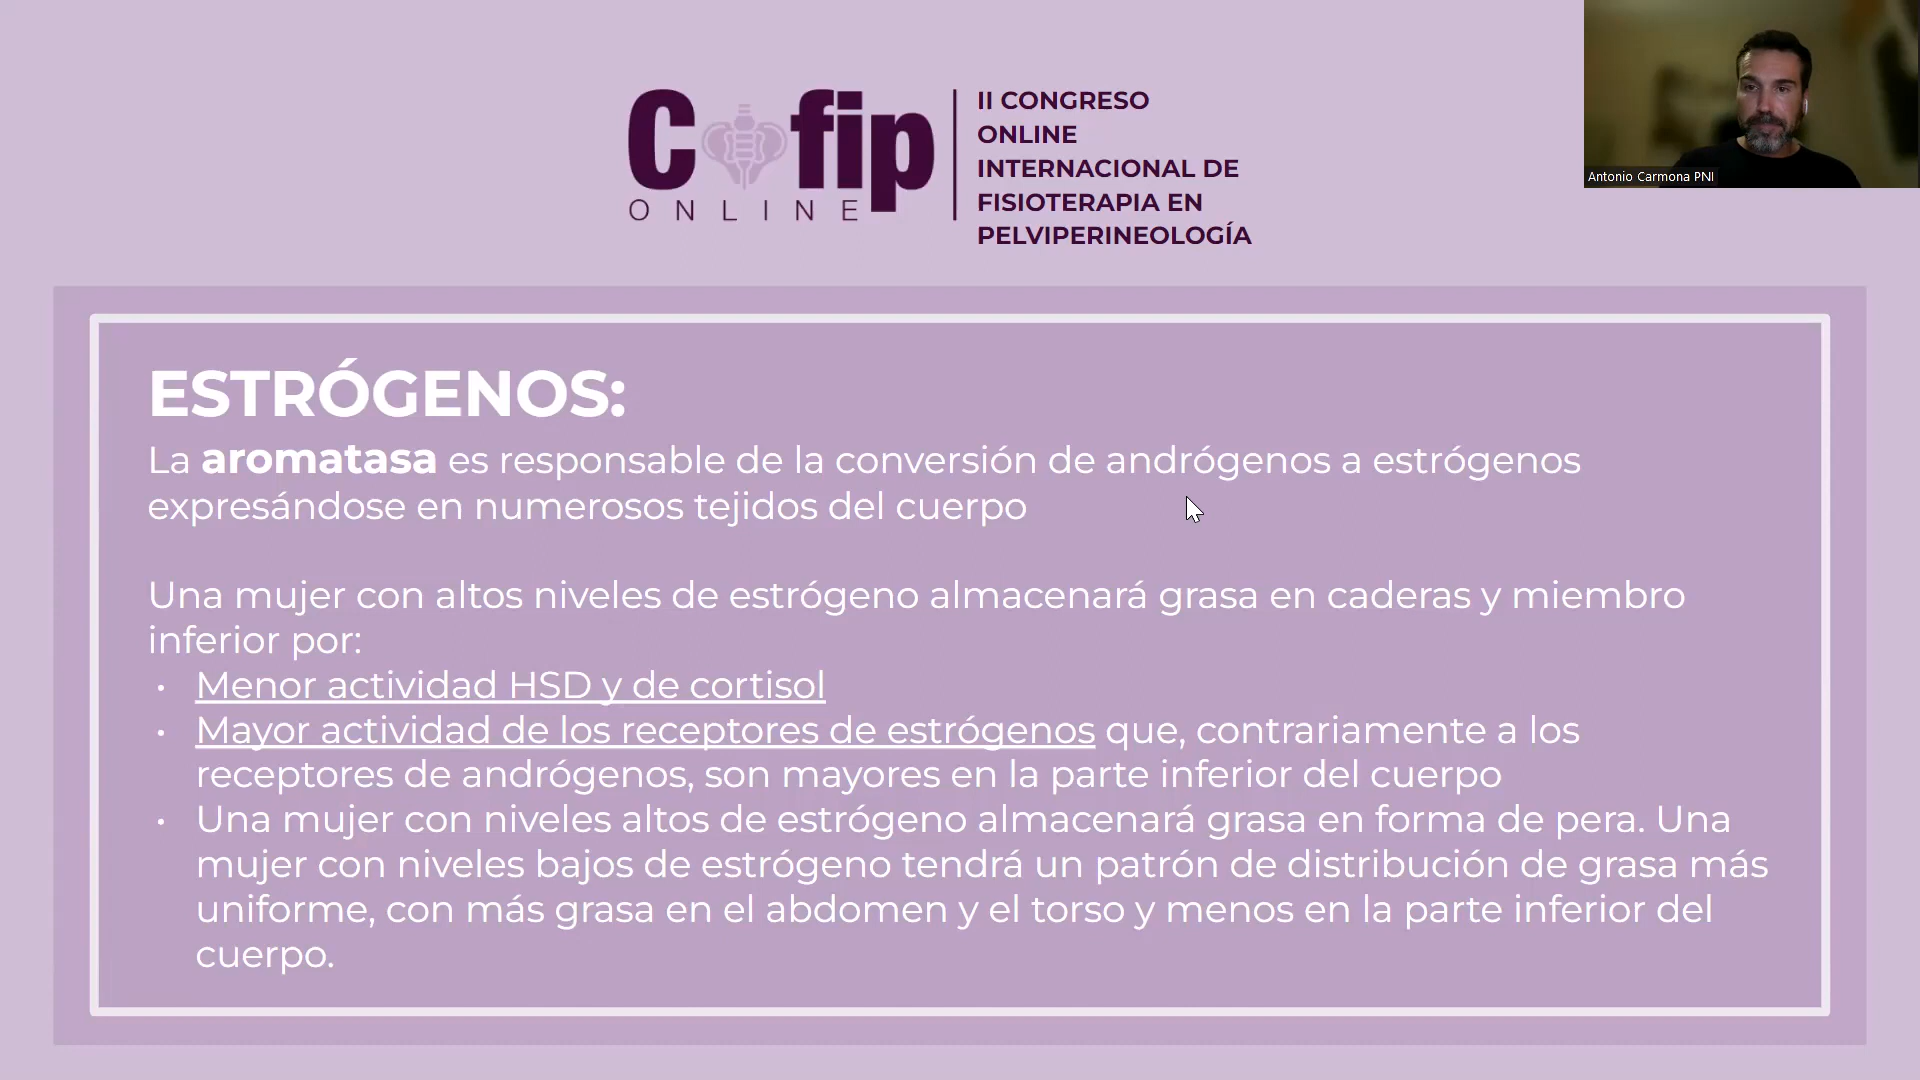 Cofip
ONLINE
II CONGRESO
ONLINE
INTERNACIONAL DE
FISIOTERAPIA EN
PELVIPERINEOLOGÍA
Antonio Carmona PNI
ESTRÓGENOS:
La aromatasa es responsable de la conversión de andrógenos a estrógenos
expresándose en numerosos tejidos del cuerpo
Una mujer con altos niveles de estrógeno almacenará grasa en caderas y miembro
inferior por:
• Menor actividad HSD y de cortisol
• Mayor actividad de los receptores de estrógenos que, contrariamente a los
receptores de andrógenos, son mayores en la parte inferior del cuerpo
• Una mujer con niveles altos de estrógeno almacenará grasa en forma de pera. Una
mujer con niveles bajos de estrógeno tendrá un patrón de distribución de grasa más
uniforme, con más grasa en el abdomen y el torso y menos en la parte inferior del
cuerpo.